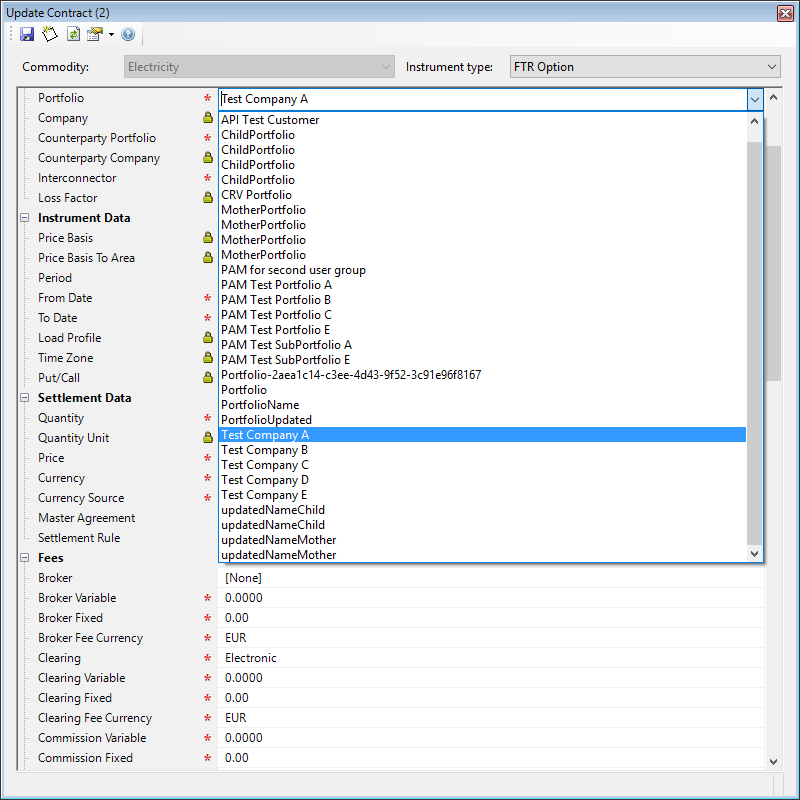 Update Contract (2)
Commodity: Electricity Instrument type: FTR Option
Portfolio * Test Company A
Company
Counterparty Portfolio *
Counterparty Company
Interconnector *
Loss Factor
Instrument Data
Price Basis
Price Basis To Area
Period
From Date *
To Date *
Load Profile
Time Zone
Put/Call
Settlement Data
Quantity *
Quantity Unit
Price *
Currency *
Currency Source *
Master Agreement
Settlement Rule
API Test Customer
ChildPortfolio
ChildPortfolio
ChildPortfolio
ChildPortfolio
CRV Portfolio
MotherPortfolio
MotherPortfolio
MotherPortfolio
MotherPortfolio
PAM for second user group
PAM Test Portfolio A
PAM Test Portfolio B
PAM Test Portfolio C
PAM Test Portfolio E
PAM Test SubPortfolio A
PAM Test SubPortfolio E
Portfolio-2aea1c14-c3ee-4d43-9f52-3c91e96f8167
Portfolio
PortfolioName
PortfolioUpdated
Test Company A
Test Company B
Test Company C
Test Company D
Test Company E
updatedNameChild
updatedNameChild
updatedNameMother
updatedNameMother
Fees
Broker [None]
Broker Variable * 0.0000
Broker Fixed * 0.00
Broker Fee Currency * EUR
Clearing * Electronic
Clearing Variable * 0.0000
Clearing Fixed * 0.00
Clearing Fee Currency * EUR
Commission Variable * 0.0000
Commission Fixed * 0.00